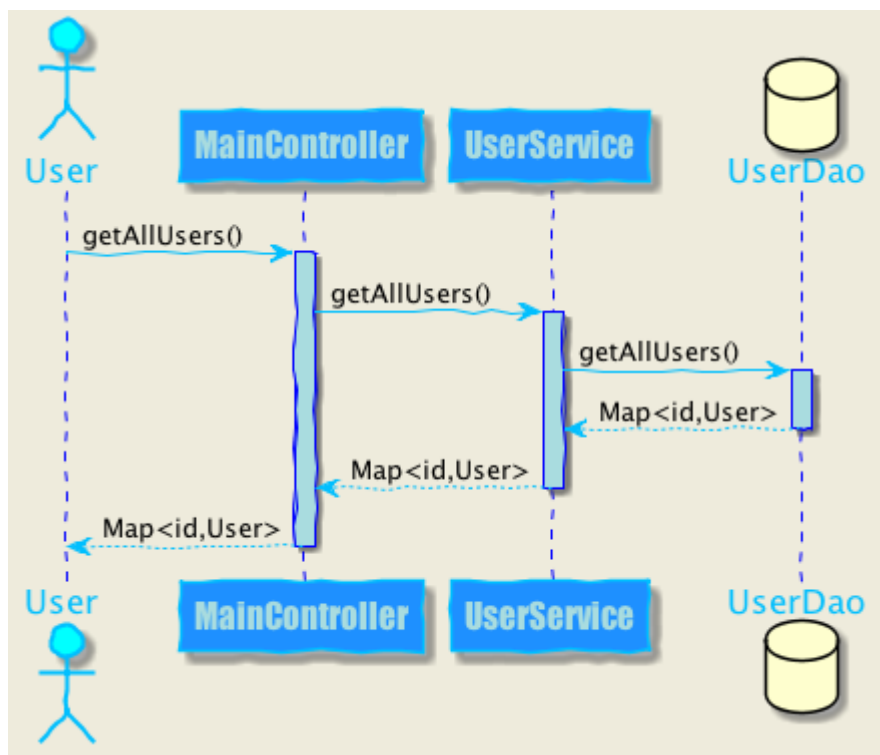 User
MainController
UserService
UserDao
getAllUsers()
getAllUsers()
getAllUsers()
Map<id,User>
Map<id,User>
Map<id,User>
User
MainController
UserService
UserDao